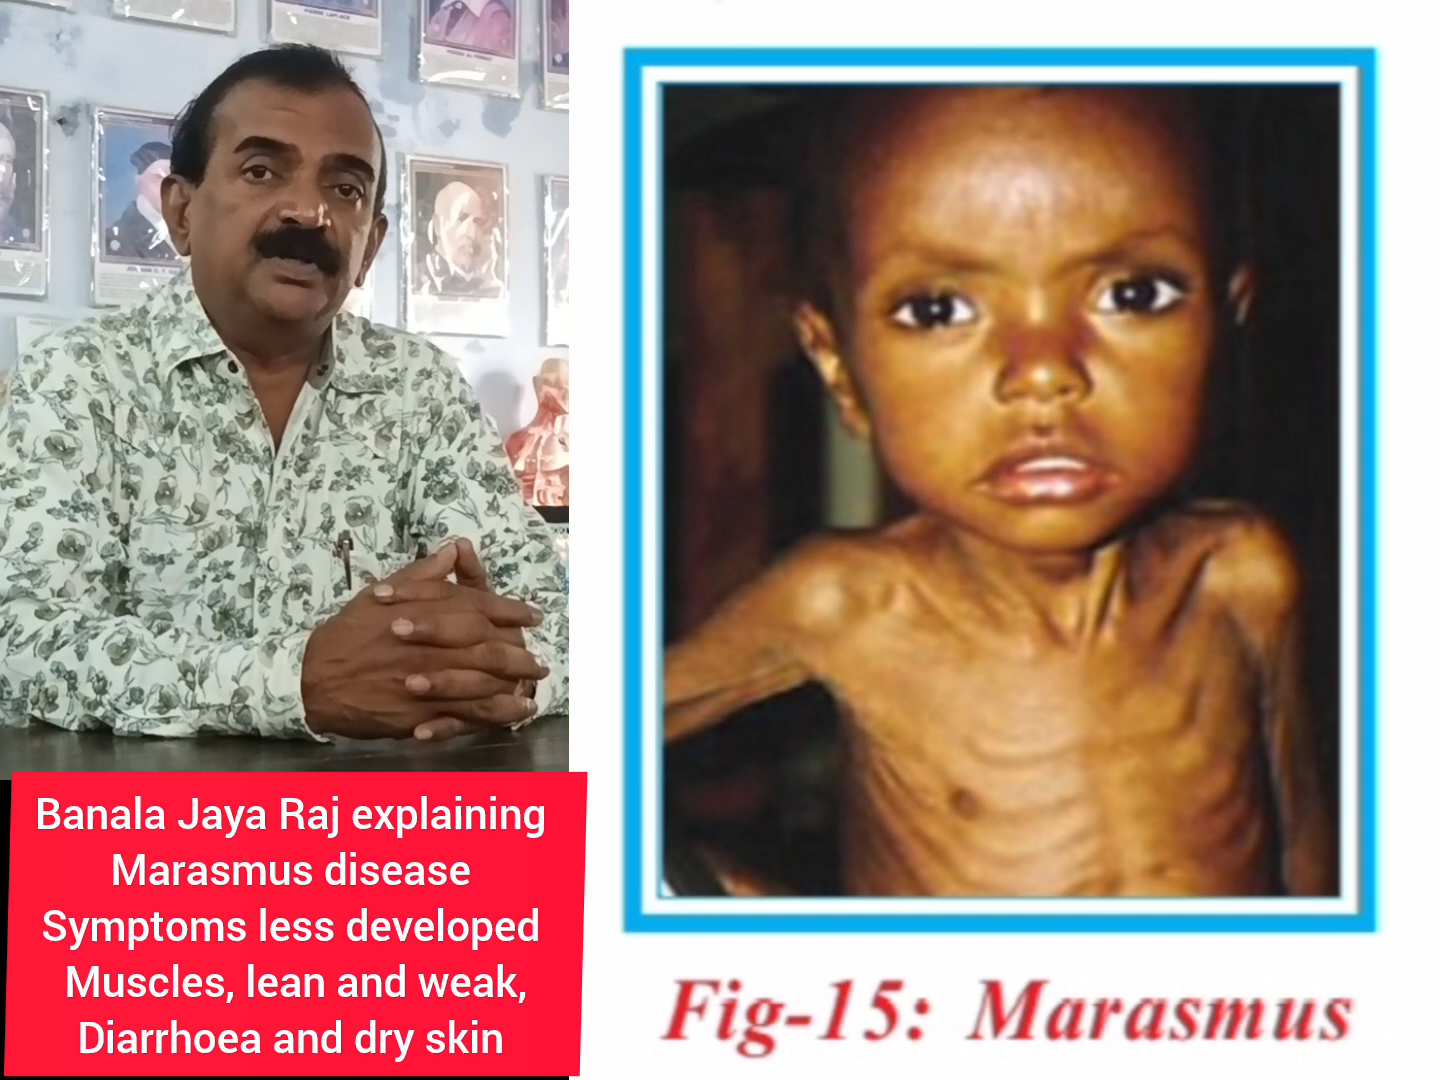 Banala Jaya Raj explaining
Marasmus disease
Symptoms less developed
Muscles, lean and weak,
Diarrhoea and dry skin
Fig-15: Marasmus